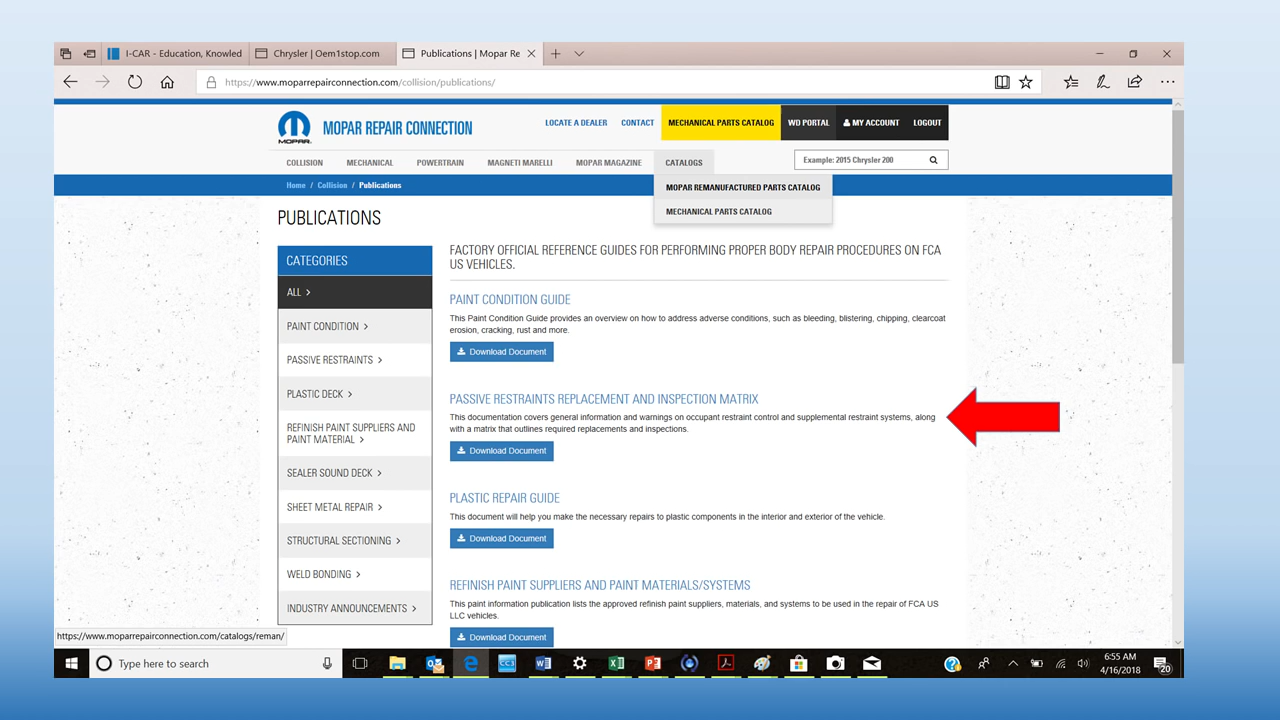 I-CAR - Education, Knowled
Chrysler | Oem1stop.com
Publications | Mopar Re
https://www.moparrepairconnection.com/collision/publications/
MOPAR
MOPAR REPAIR CONNECTION
LOCATE A DEALER
CONTACT
MECHANICAL PARTS CATALOG
WD PORTAL
MY ACCOUNT
LOGOUT
COLLISION
MECHANICAL
POWERTRAIN
MAGNETI MARELLI
MOPAR MAGAZINE
CATALOGS
Example: 2015 Chrysler 200
Home / Collision / Publications
MOPAR REMANUFACTURED PARTS CATALOG
MECHANICAL PARTS CATALOG
PUBLICATIONS
CATEGORIES
ALL >
PAINT CONDITION >
PASSIVE RESTRAINTS >
PLASTIC DECK >
REFINISH PAINT SUPPLIERS AND
PAINT MATERIAL >
SEALER SOUND DECK >
SHEET METAL REPAIR >
STRUCTURAL SECTIONING >
WELD BONDING >
INDUSTRY ANNOUNCEMENTS >
FACTORY OFFICIAL REFERENCE GUIDES FOR PERFORMING PROPER BODY REPAIR PROCEDURES ON FCA
US VEHICLES.
PAINT CONDITION GUIDE
This Paint Condition Guide provides an overview on how to address adverse conditions, such as bleeding, blistering, chipping, clearcoat
erosion, cracking, rust and more.
Download Document
PASSIVE RESTRAINTS REPLACEMENT AND INSPECTION MATRIX
This documentation covers general information and warnings on occupant restraint control and supplemental restraint systems, along
with a matrix that outlines required replacements and inspections.
Download Document
PLASTIC REPAIR GUIDE
This document will help you make the necessary repairs to plastic components in the interior and exterior of the vehicle.
Download Document
REFINISH PAINT SUPPLIERS AND PAINT MATERIALS/SYSTEMS
This paint information publication lists the approved refinish paint suppliers, materials, and systems to be used in the repair of FCA US
LLC vehicles.
Download Document
https://www.moparrepairconnection.com/catalogs/reman/
Type here to search
CC3
6:55 AM
4/16/2018
20